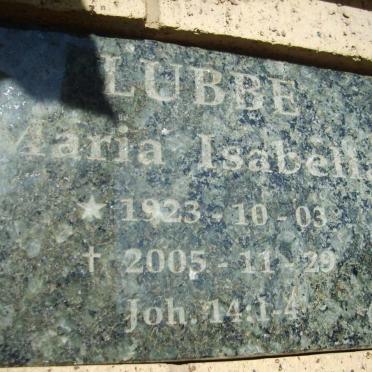 LUBBE
Maria Isabella
★ 1923-10-03
† 2005-11-29
Joh. 14:1-4